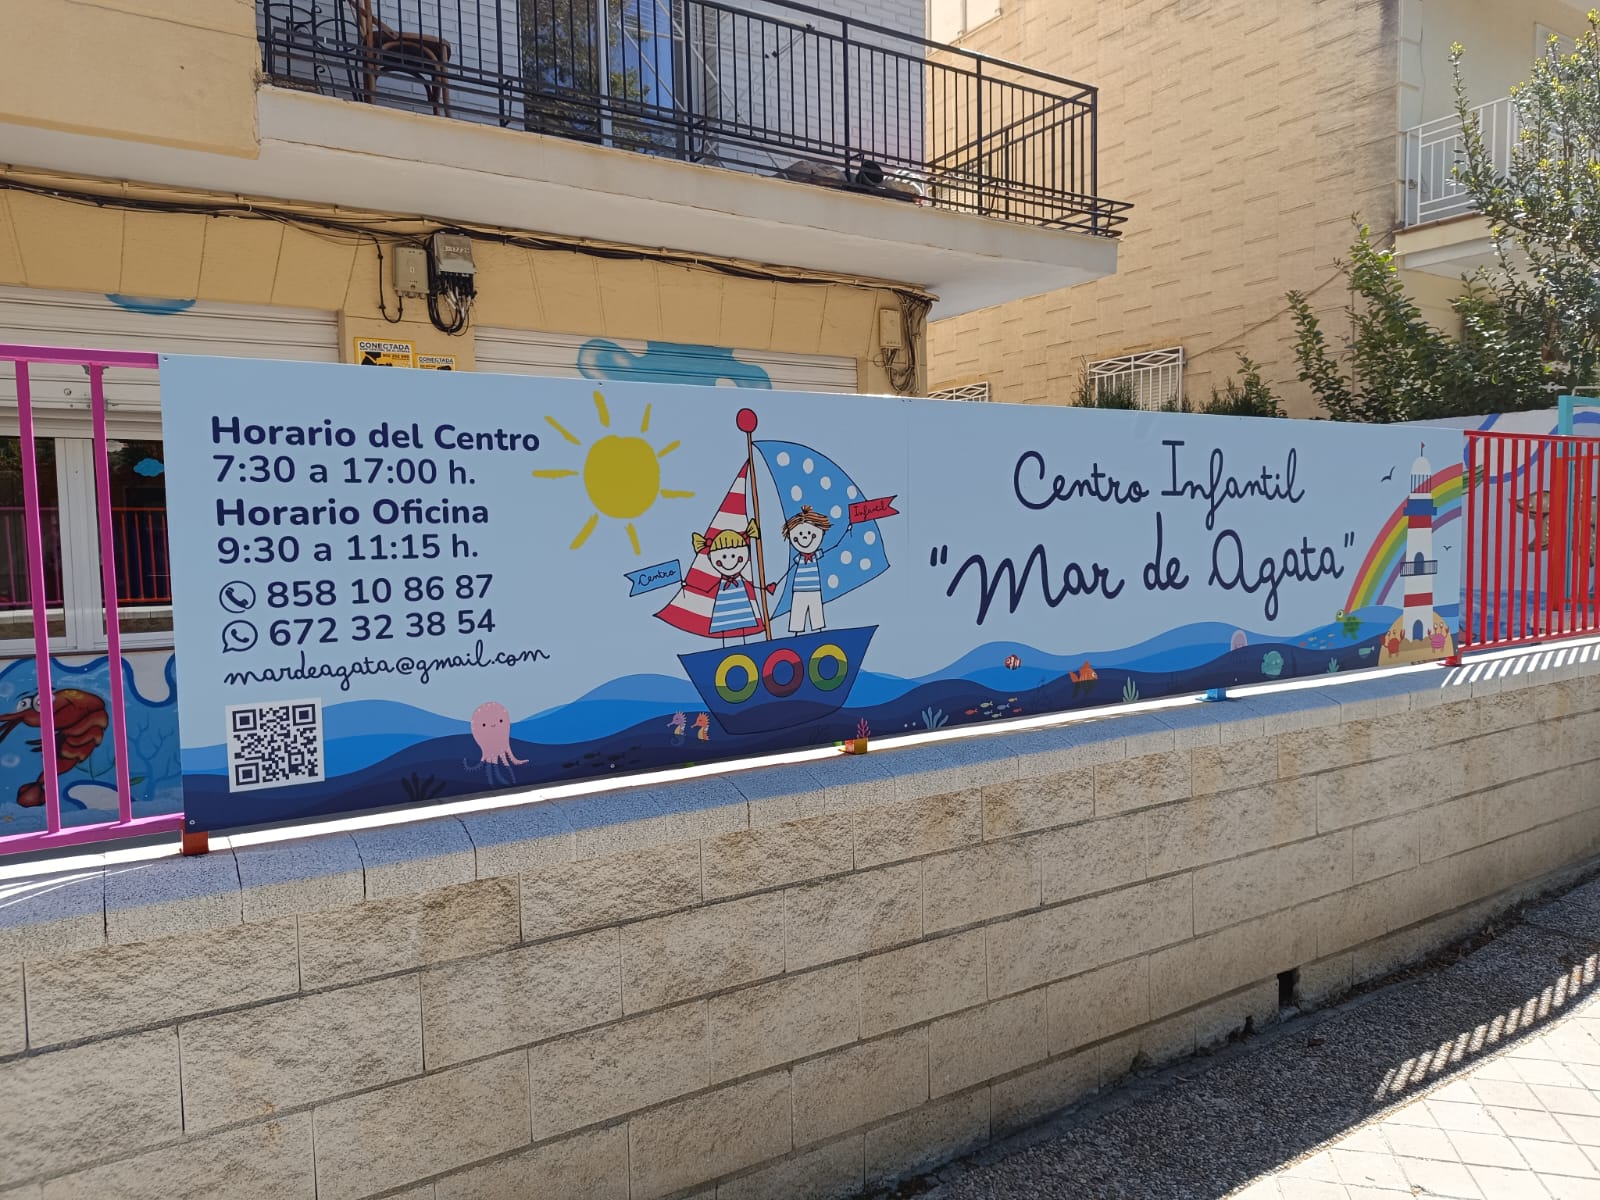 CONECTADA
CONECTADA
Horario del Centro
7:30 a 17:00 h.
Horario Oficina
9:30 a 11:15 h.
858 10 86 87
672 32 38 54
mardeagata@gmail.com
Centro
Infantil
Centro Infantil
"Mar de Agata"